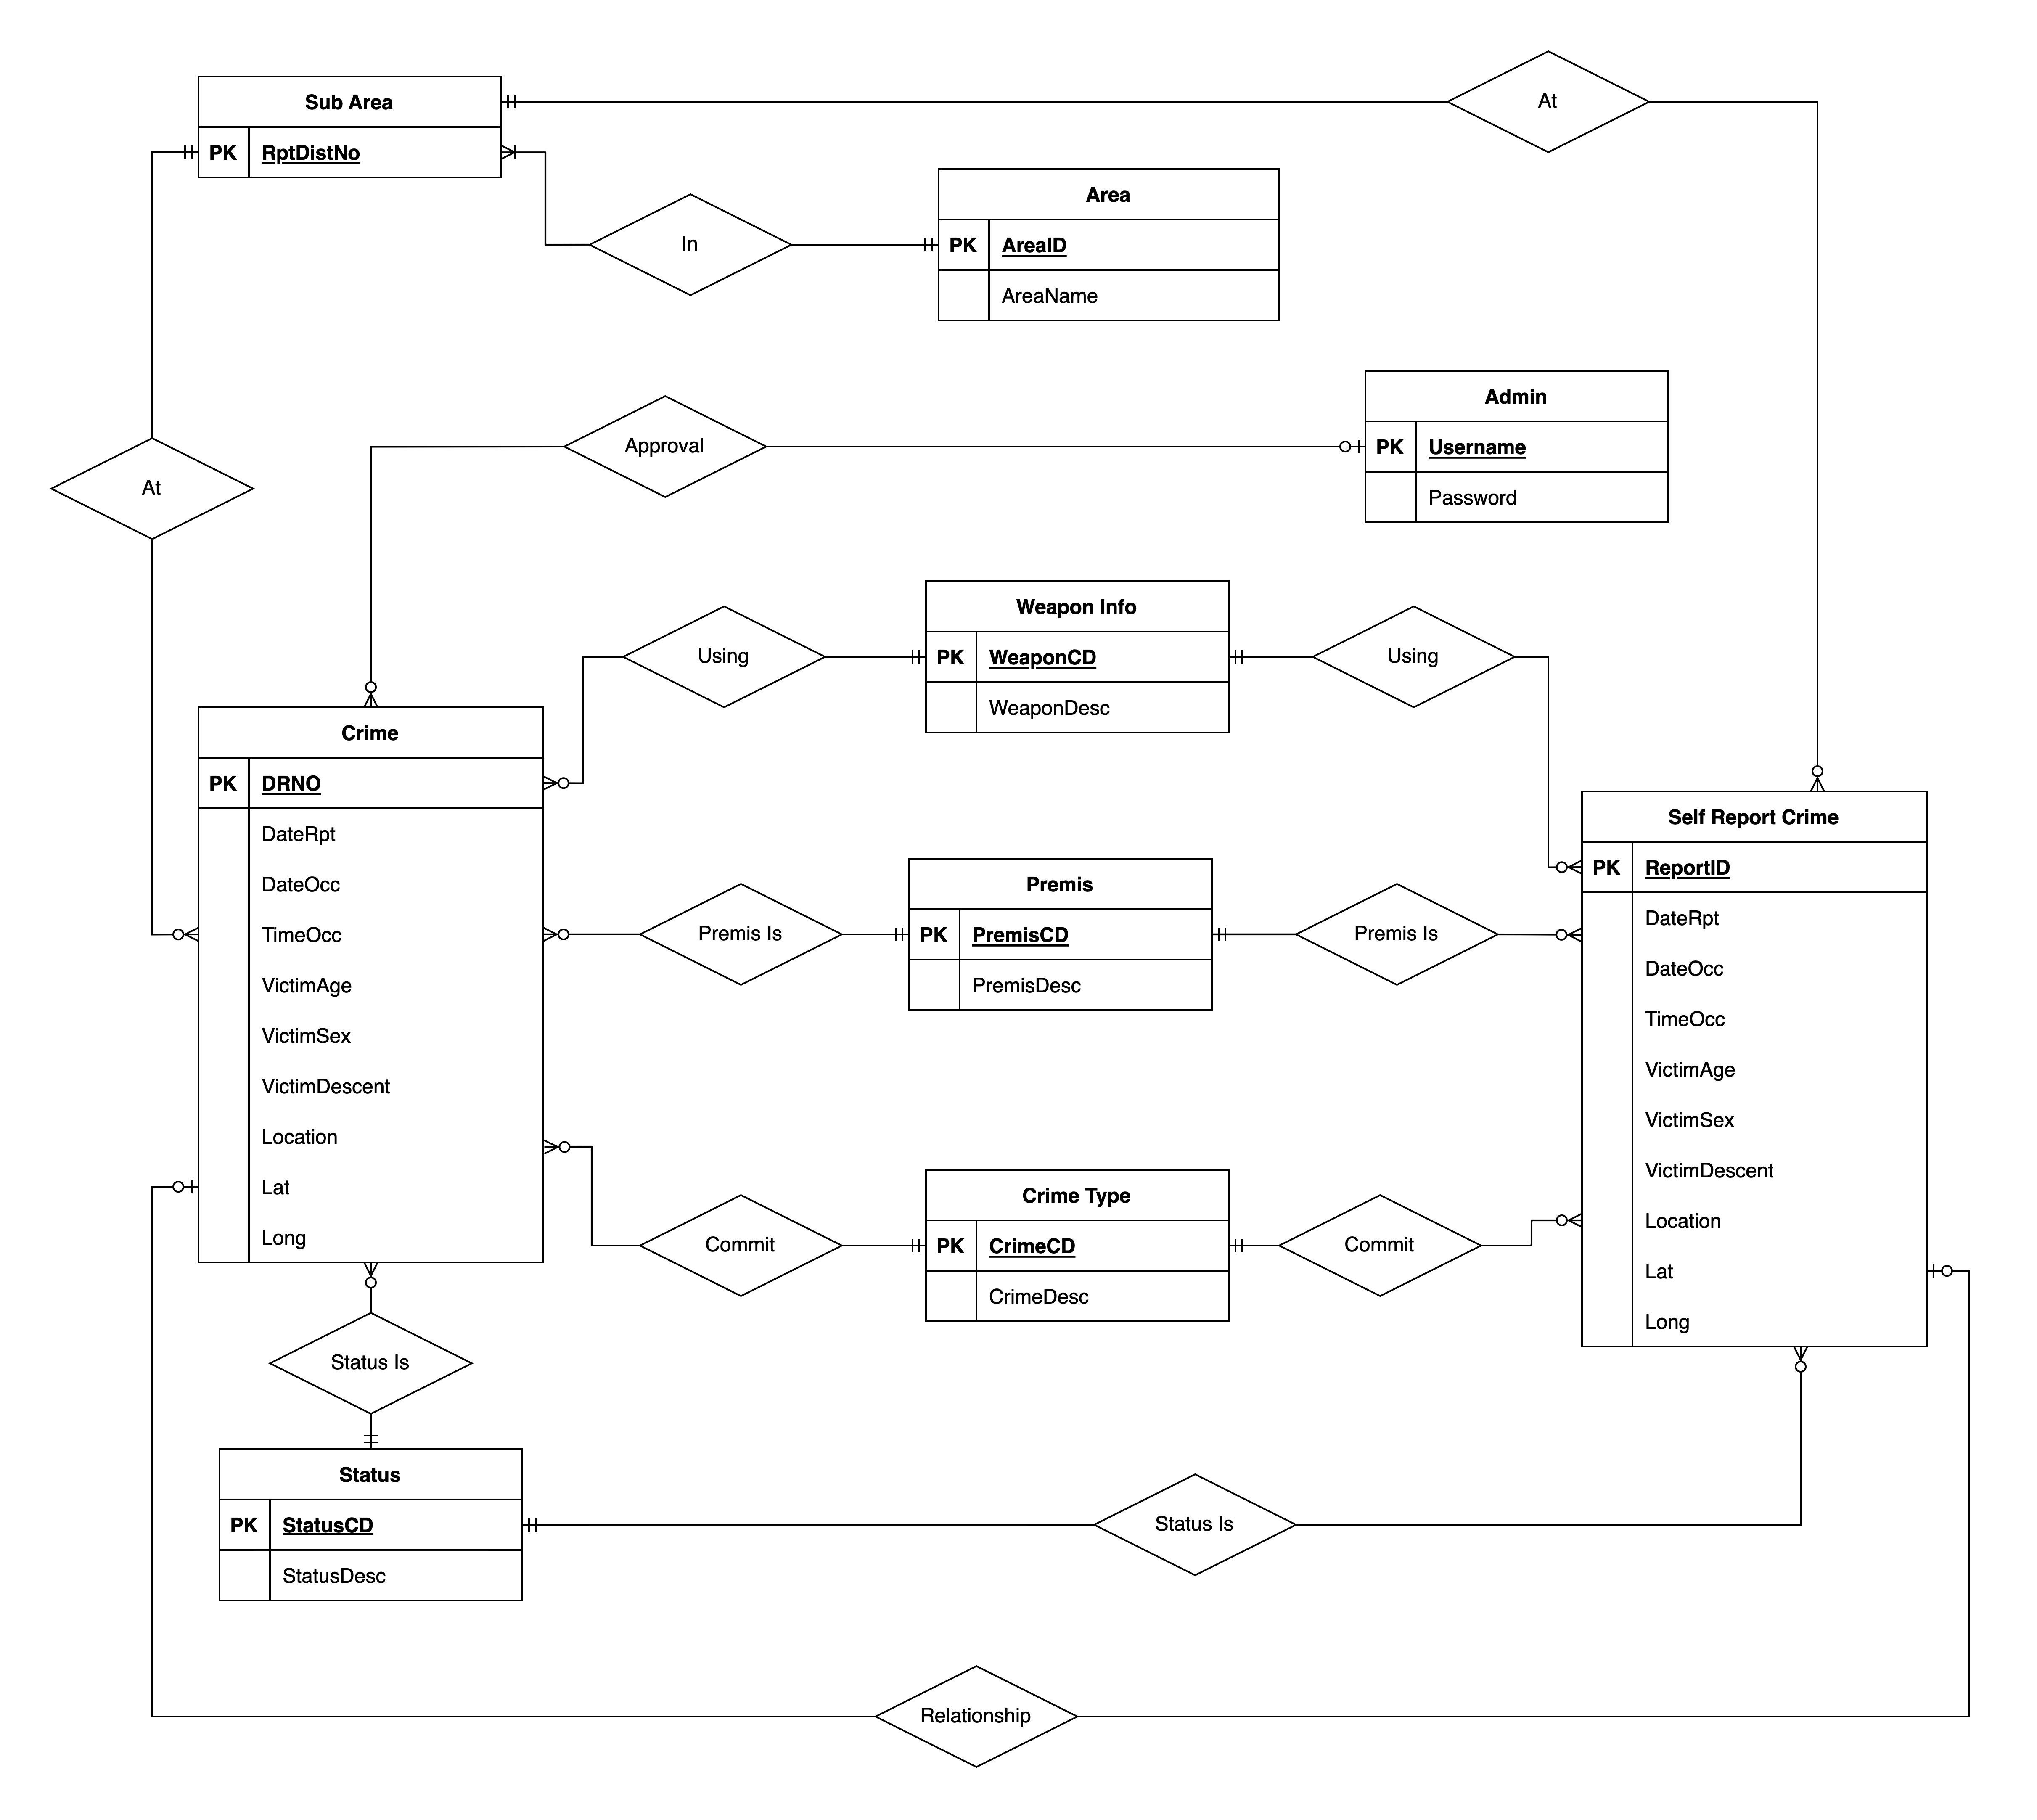 Sub Area
PK RptDistNo
At
In
Area
PK AreaID
AreaName
Admin
PK Username
Password
Approval
At
Weapon Info
PK WeaponCD
WeaponDesc
Using
Using
Crime
PK DRNO
DateRpt
DateOcc
TimeOcc
VictimAge
VictimSex
VictimDescent
Location
Lat
Long
Premis
PK PremisCD
PremisDesc
Premis Is
Premis Is
Self Report Crime
PK ReportID
DateRpt
DateOcc
TimeOcc
VictimAge
VictimSex
VictimDescent
Location
Lat
Long
Crime Type
PK CrimeCD
CrimeDesc
Commit
Commit
Status Is
Status
PK StatusCD
StatusDesc
Status Is
Relationship